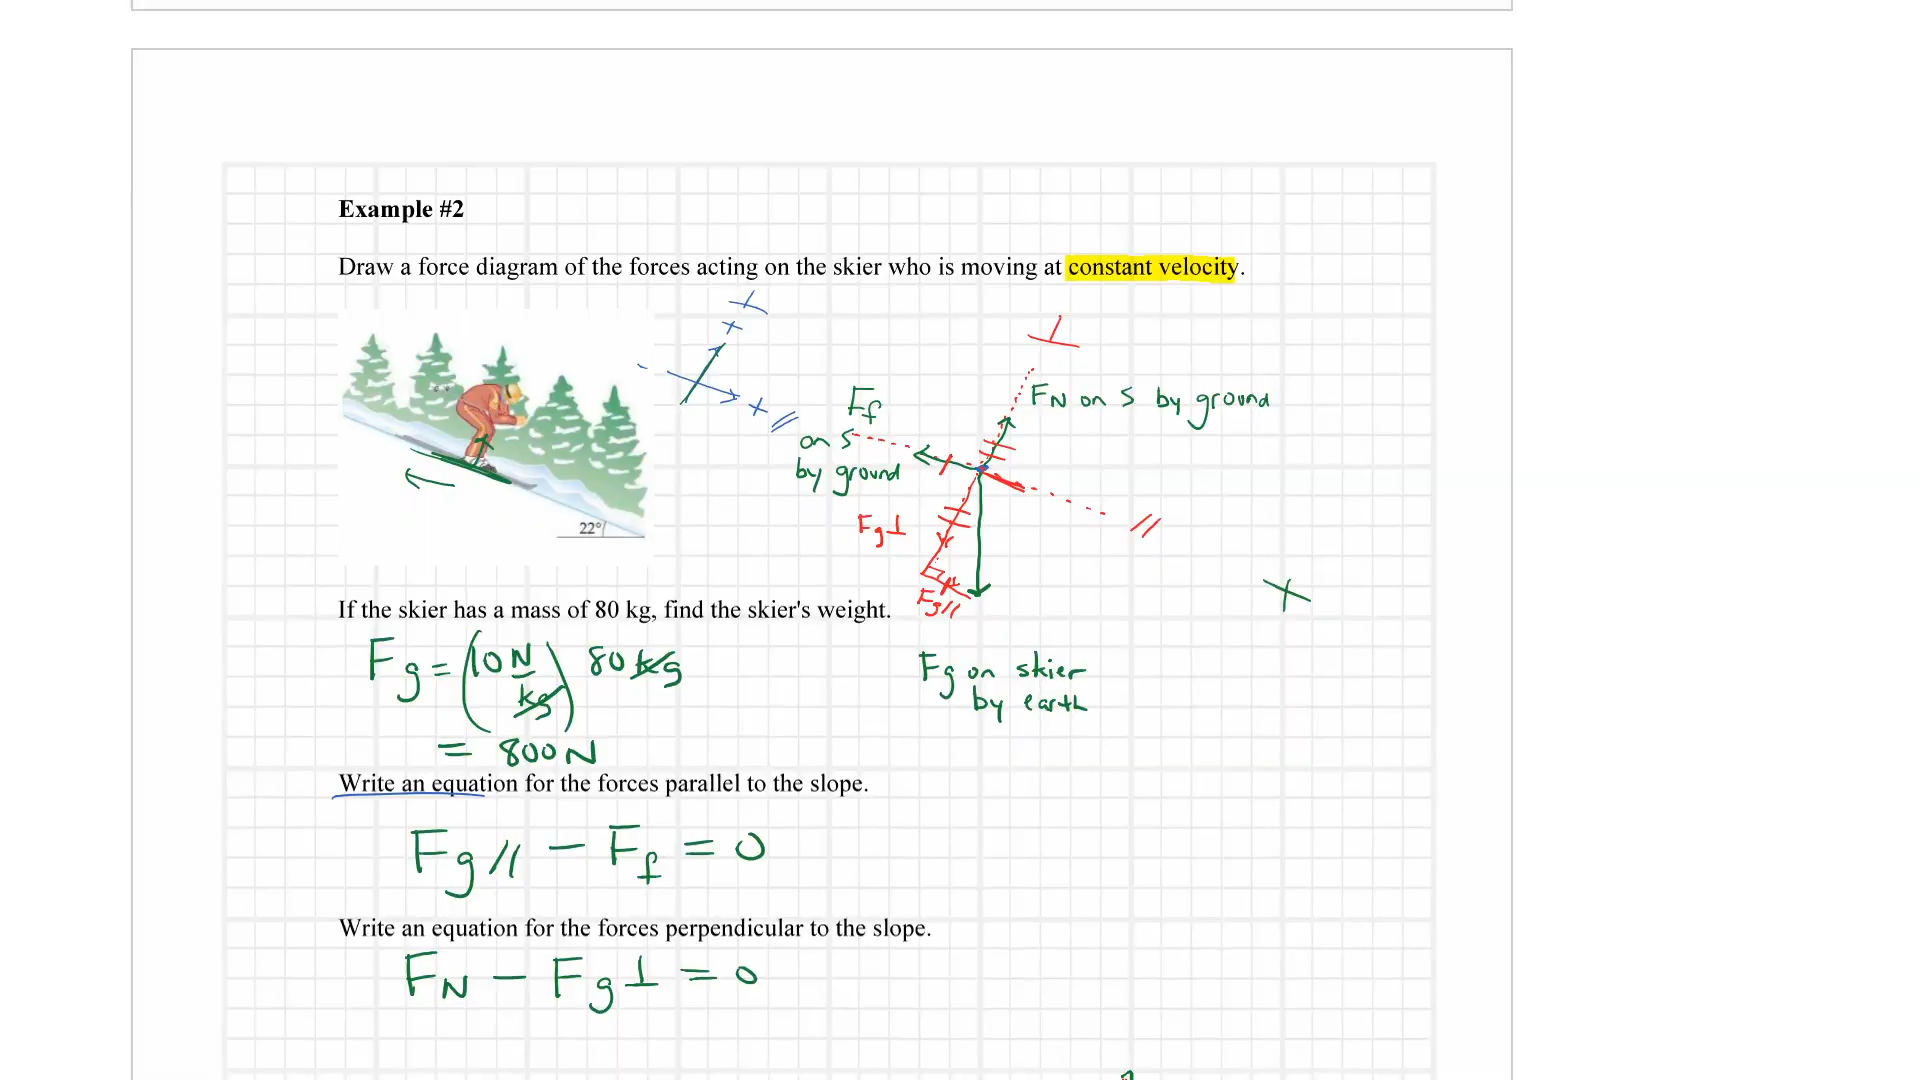 Example #2
Draw a force diagram of the forces acting on the skier who is moving at constant velocity.
⊥
+
+ //
⊥
FN on S by ground
Ff
on S
by ground
Fg⊥
//
22°
Fg//
If the skier has a mass of 80 kg, find the skier's weight.
Fg = (10 N/kg) 80 kg
= 800 N
Fg on skier
by earth
Write an equation for the forces parallel to the slope.
Fg// - Ff = 0
Write an equation for the forces perpendicular to the slope.
FN - Fg⊥ = 0